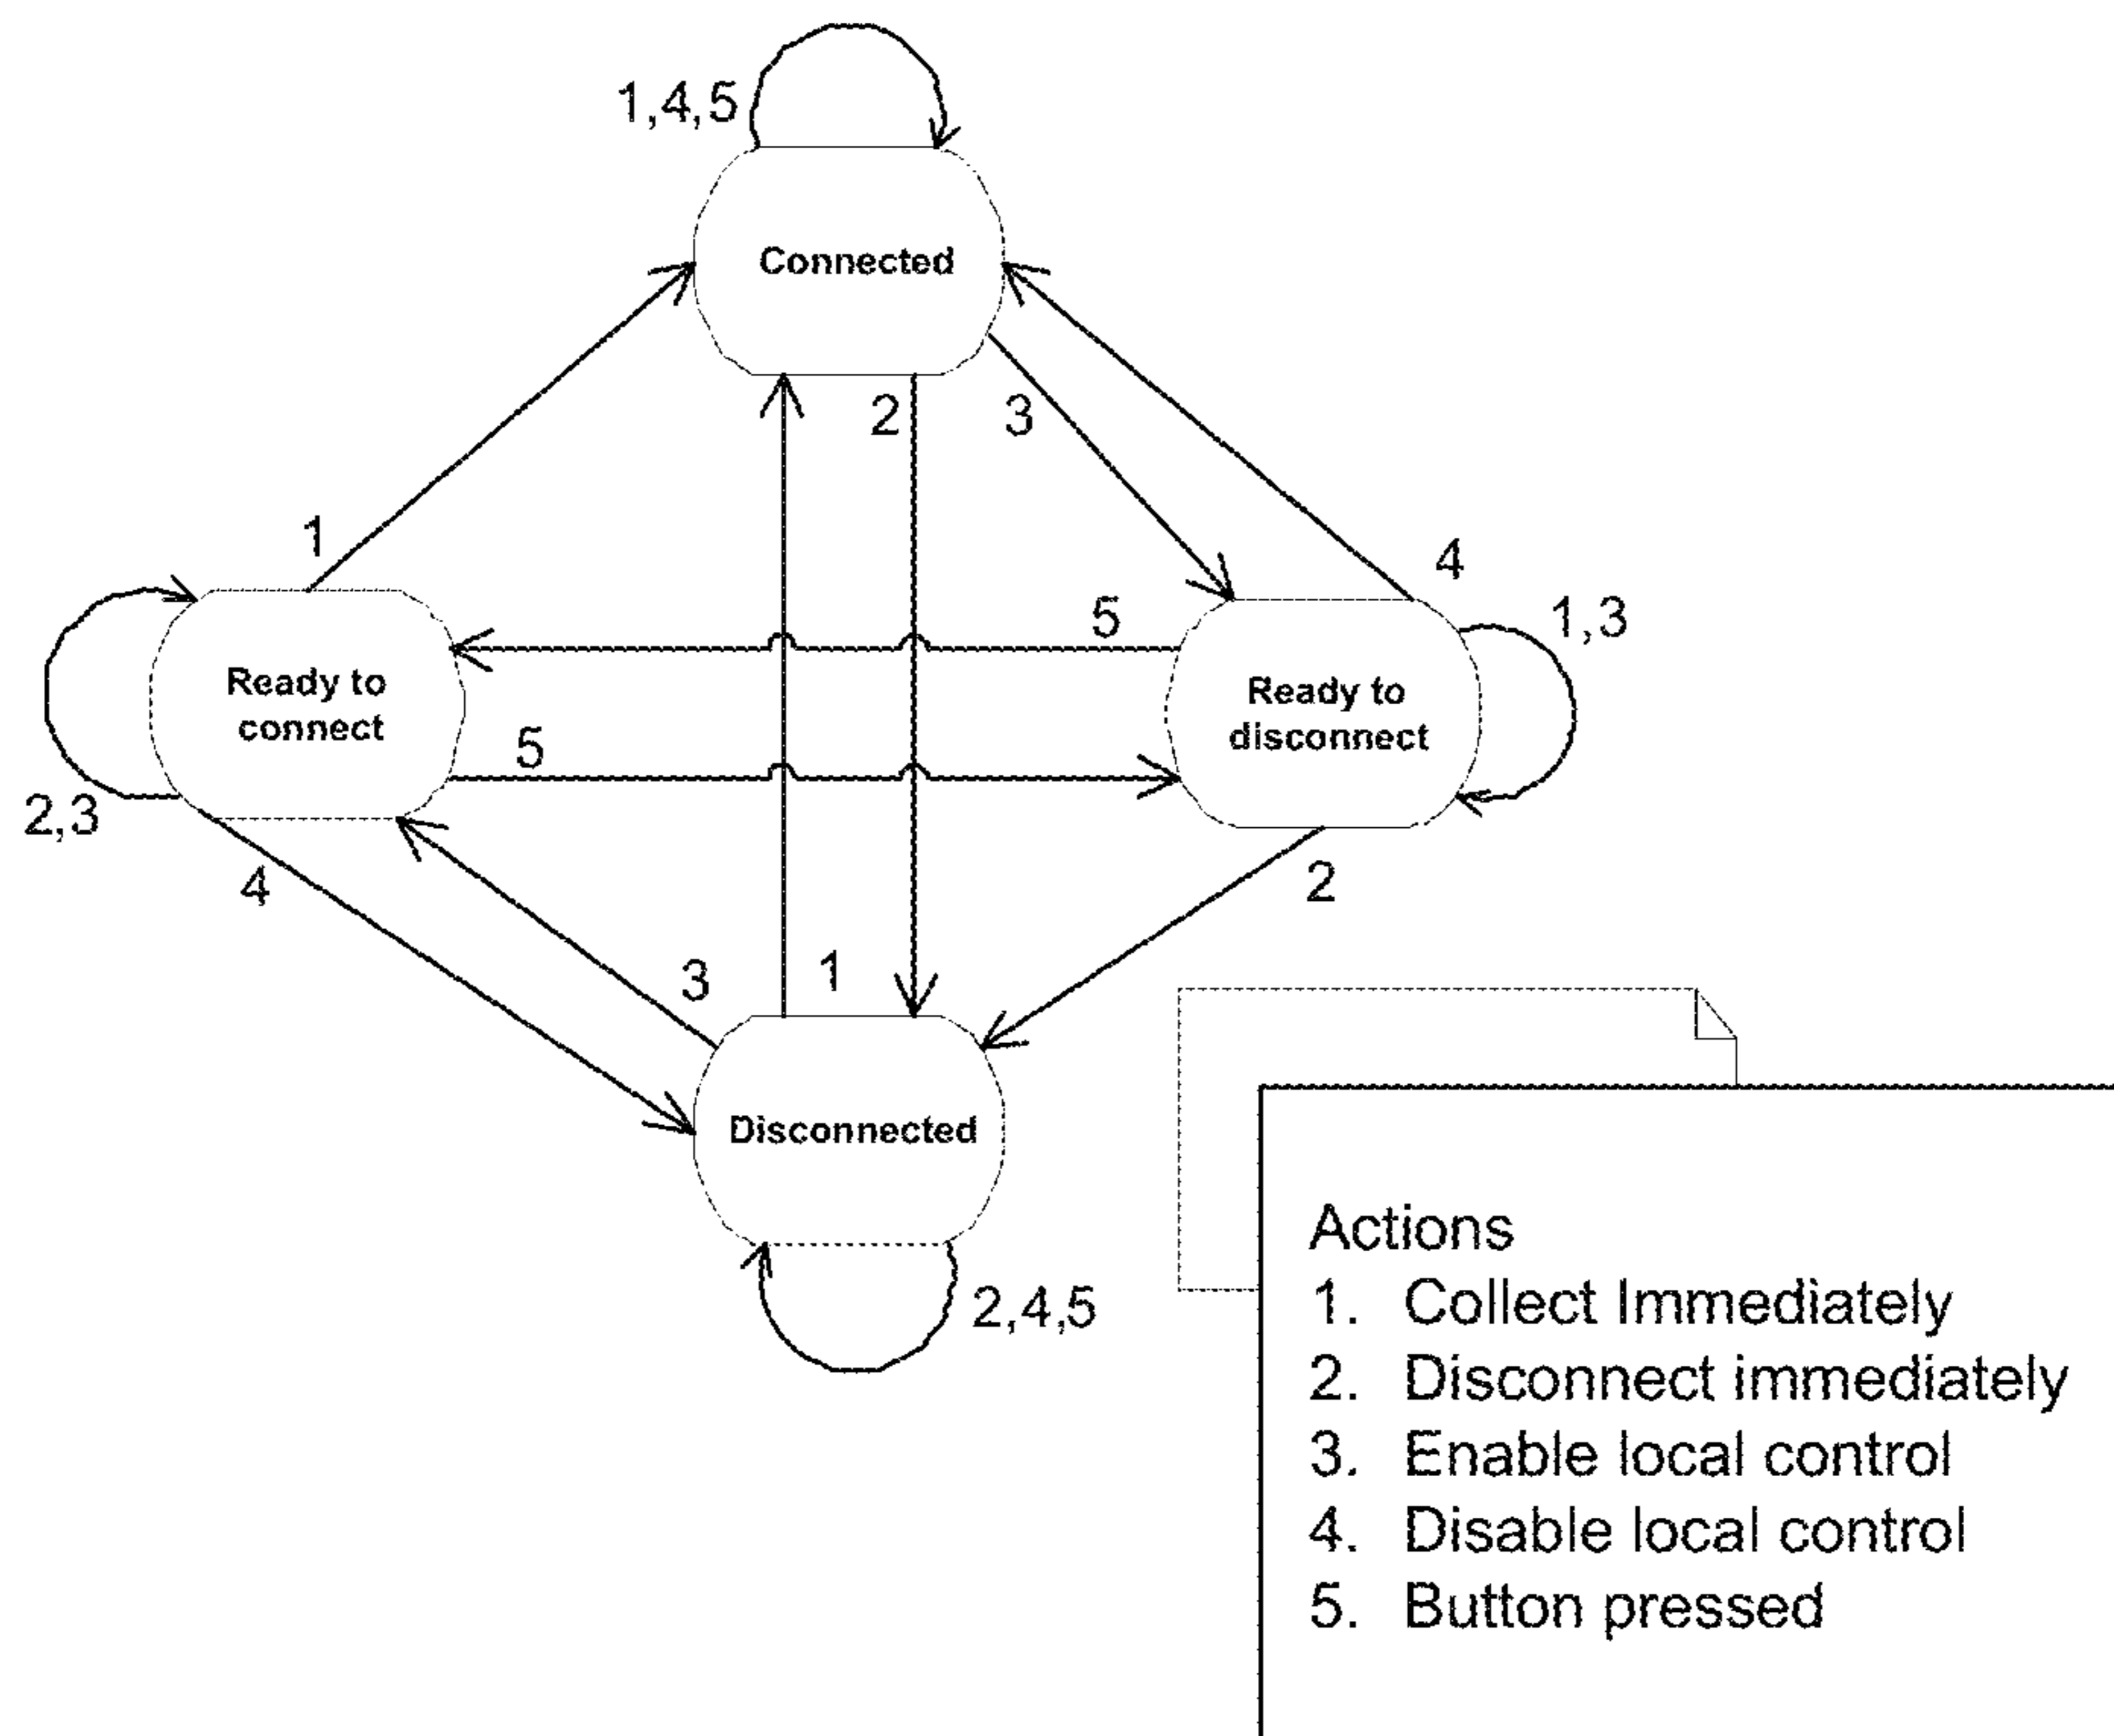 1,4,5
Connected
2
3
1
4
5
1,3
Ready to
connect
Ready to
disconnect
5
2,3
4
2
3
1
Disconnected
2,4,5
Actions
1. Collect Immediately
2. Disconnect immediately
3. Enable local control
4. Disable local control
5. Button pressed